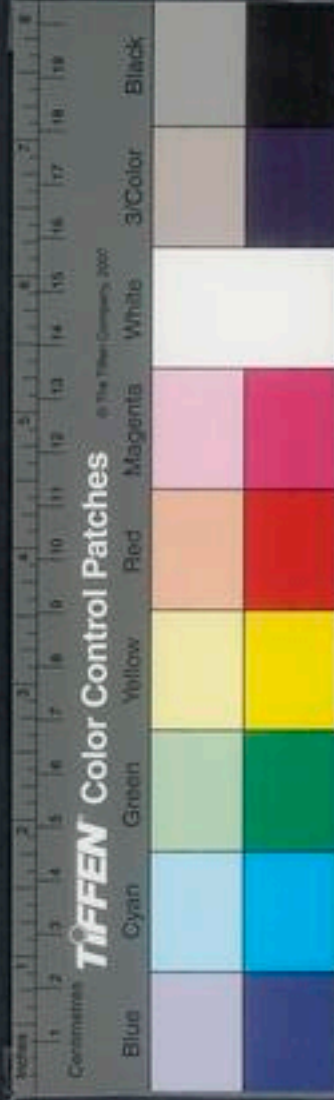 Inches 1 2 3 4 5 6 7 8
Centimetres 1 2 3 4 5 6 7 8 9 10 11 12 13 14 15 16 17 18 19
TIFFEN Color Control Patches © The Tiffen Company, 2007
Blue Cyan Green Yellow Red Magenta White 3/Color Black